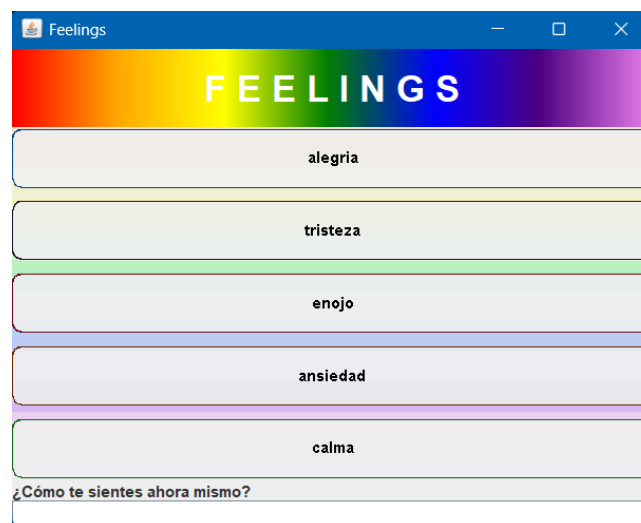 Feelings
F E E L I N G S
alegria
tristeza
enojo
ansiedad
calma
¿Cómo te sientes ahora mismo?